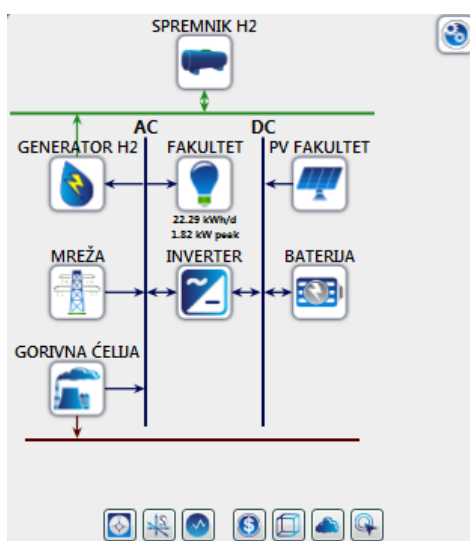 SPREMNIK H2
AC DC
GENERATOR H2 FAKULTET PV FAKULTET
22.29 kWh/d
1.82 kW peak
MREŽA INVERTER BATERIJA
GORIVNA ĆELIJA